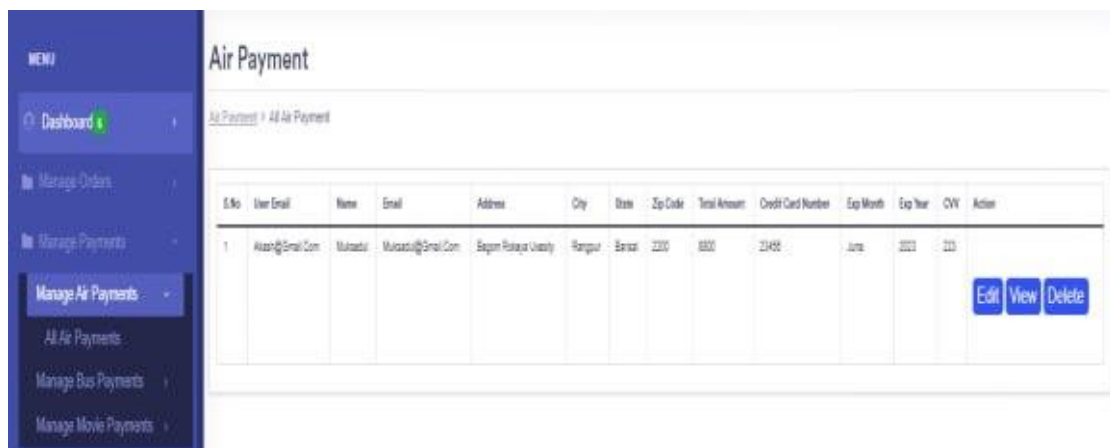 MENU
Dashboard 6
Manage Orders
Manage Payments
Manage Air Payments
All Air Payments
Manage Bus Payments
Manage Movie Payments
Air Payment
Air Payment > All Air Payment
S.No User Email Name Email Address City State Zip Code Total Amount Credit Card Number Exp Month Exp Year CVV Action
1 Rangpur 2200 23456 June 2023
Edit View Delete